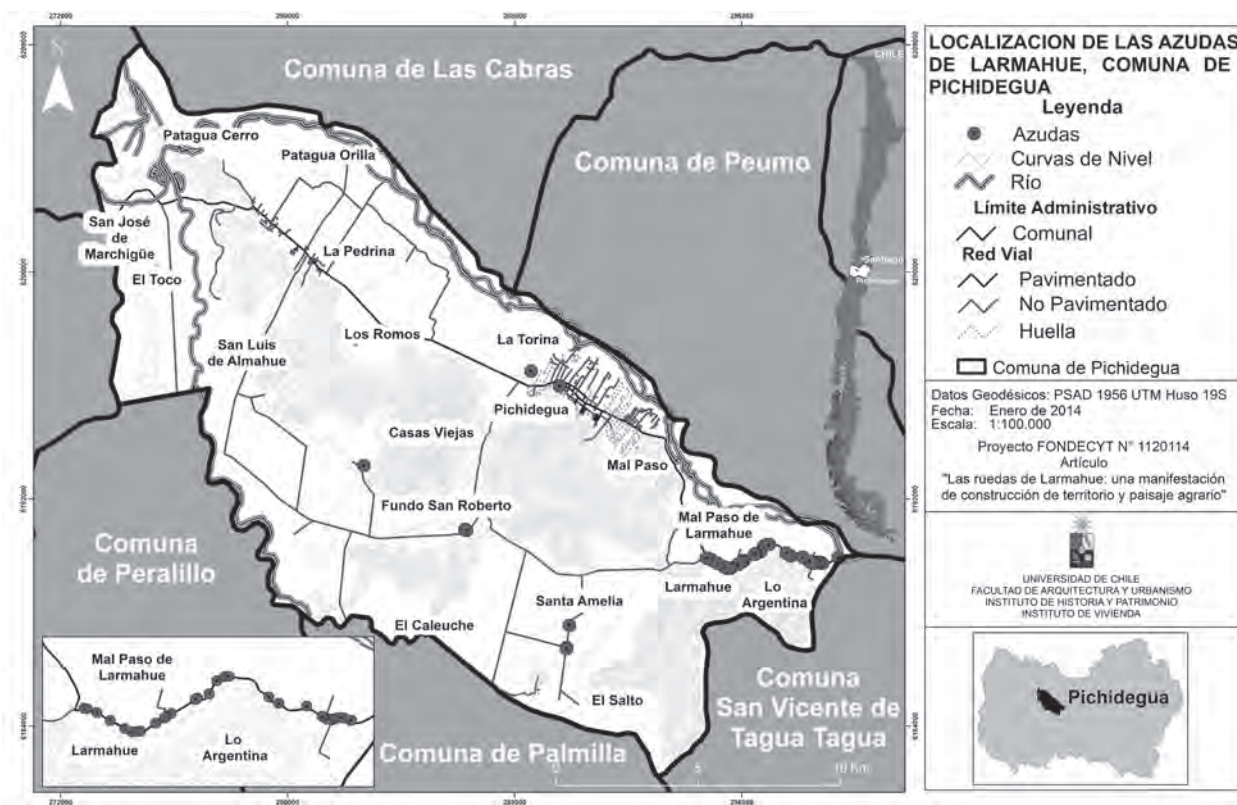 272000
288000
296000
N
Comuna de Las Cabras
Comuna de Peumo
Patagua Cerro
Patagua Orilla
San José
de
Marchigüe
La Pedrina
El Toco
San Luis
de Almahue
Los Romos
La Torina
Pichidegua
Casas Viejas
Mal Paso
Fundo San Roberto
Mal Paso de
Larmahue
Comuna
de Peralillo
Larmahue
Lo
Argentina
Santa Amelia
El Caleuche
El Salto
Comuna
San Vicente de
Tagua Tagua
Comuna de Palmilla
0 5 10 Km
Mal Paso de
Larmahue
Larmahue
Lo
Argentina
272000
CHILE
Santiago
LOCALIZACION DE LAS AZUDAS
DE LARMAHUE, COMUNA DE
PICHIDEGUA
Leyenda
Azudas
Curvas de Nivel
Río
Límite Administrativo
Comunal
Red Vial
Pavimentado
No Pavimentado
Huella
Comuna de Pichidegua
Datos Geodésicos: PSAD 1956 UTM Huso 19S
Fecha: Enero de 2014
Escala: 1:100.000
Proyecto FONDECYT N° 1120114
Artículo
"Las ruedas de Larmahue: una manifestación
de construcción de territorio y paisaje agrario"
UNIVERSIDAD DE CHILE
FACULTAD DE ARQUITECTURA Y URBANISMO
INSTITUTO DE HISTORIA Y PATRIMONIO
INSTITUTO DE VIVIENDA
Pichidegua